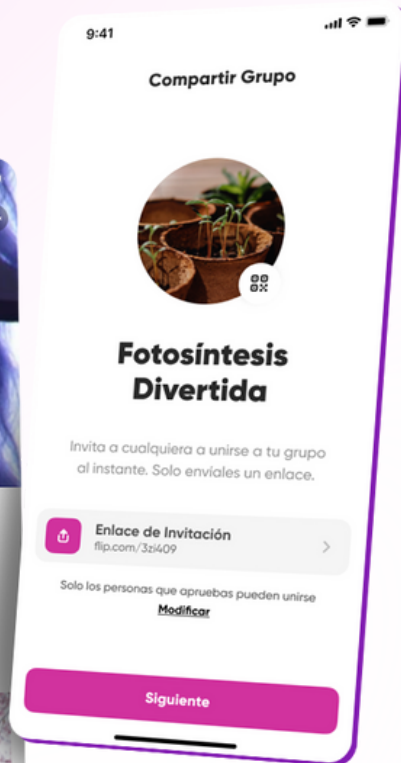 9:41
Compartir Grupo
Fotosíntesis
Divertida
Invita a cualquiera a unirse a tu grupo
al instante. Solo envíales un enlace.
Enlace de Invitación
flip.com/3zi409
Solo los personas que apruebas pueden unirse
Modificar
Siguiente